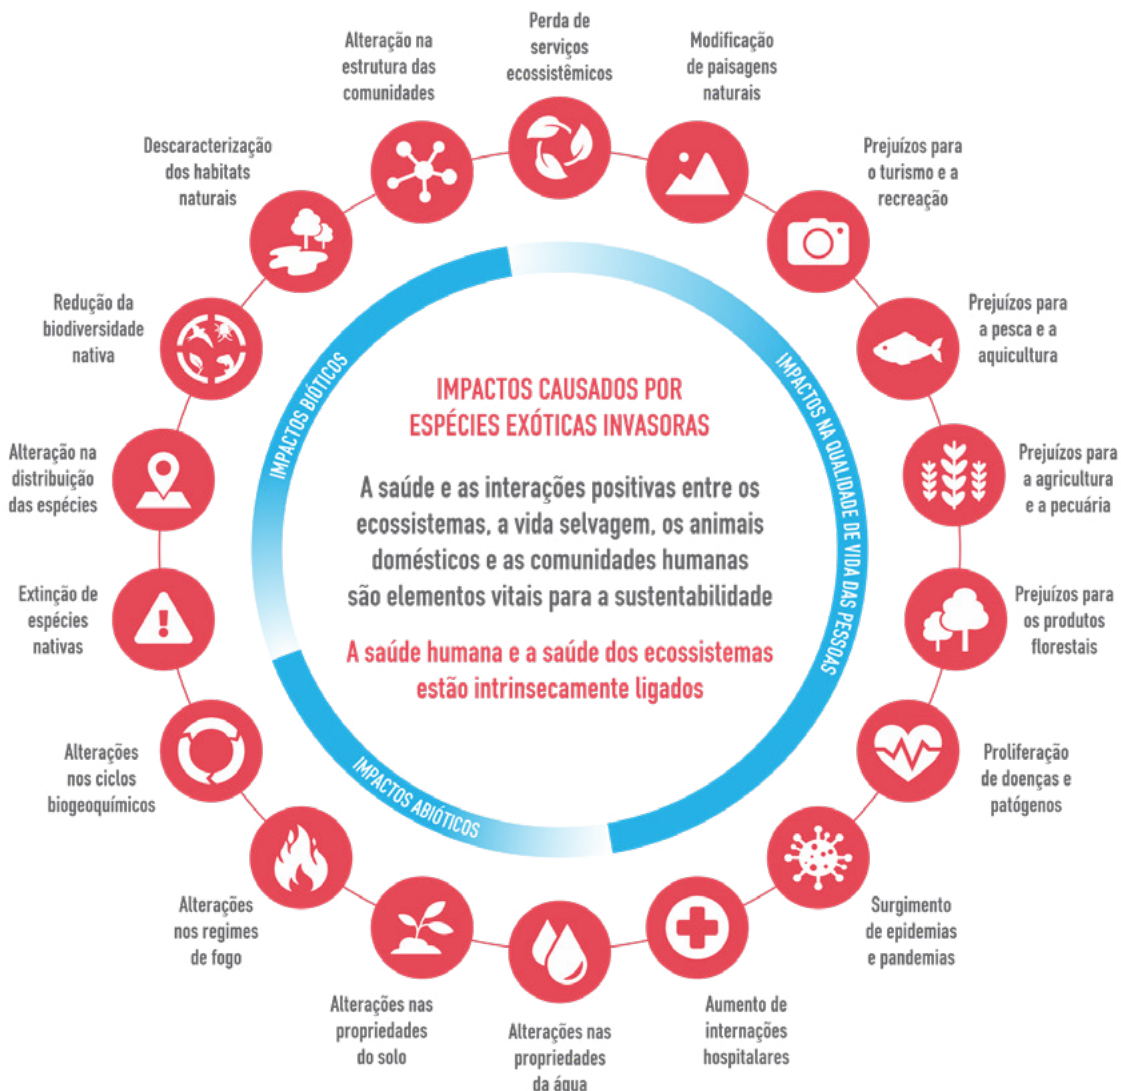 Perda de
serviços
ecossistêmicos
Modificação
de paisagens
naturais
Prejuízos para
o turismo e a
recreação
Prejuízos para
a pesca e a
aquicultura
Prejuízos para
a agricultura
e a pecuária
Prejuízos para
os produtos
florestais
Proliferação
de doenças e
patógenos
Surgimento
de epidemias
e pandemias
Aumento de
internações
hospitalares
Alterações nas
propriedades
da água
Alterações nas
propriedades
do solo
Alterações
nos regimes
de fogo
Alterações
nos ciclos
biogeoquímicos
Extinção de
espécies
nativas
Alteração na
distribuição
das espécies
Redução da
biodiversidade
nativa
Descaracterização
dos habitats
naturais
Alteração na
estrutura das
comunidades
IMPACTOS BIÓTICOS
IMPACTOS NA QUALIDADE DE VIDA DAS PESSOAS
IMPACTOS ABIÓTICOS
IMPACTOS CAUSADOS POR
ESPÉCIES EXÓTICAS INVASORAS
A saúde e as interações positivas entre os
ecossistemas, a vida selvagem, os animais
domésticos e as comunidades humanas
são elementos vitais para a sustentabilidade
A saúde humana e a saúde dos ecossistemas
estão intrinsecamente ligados